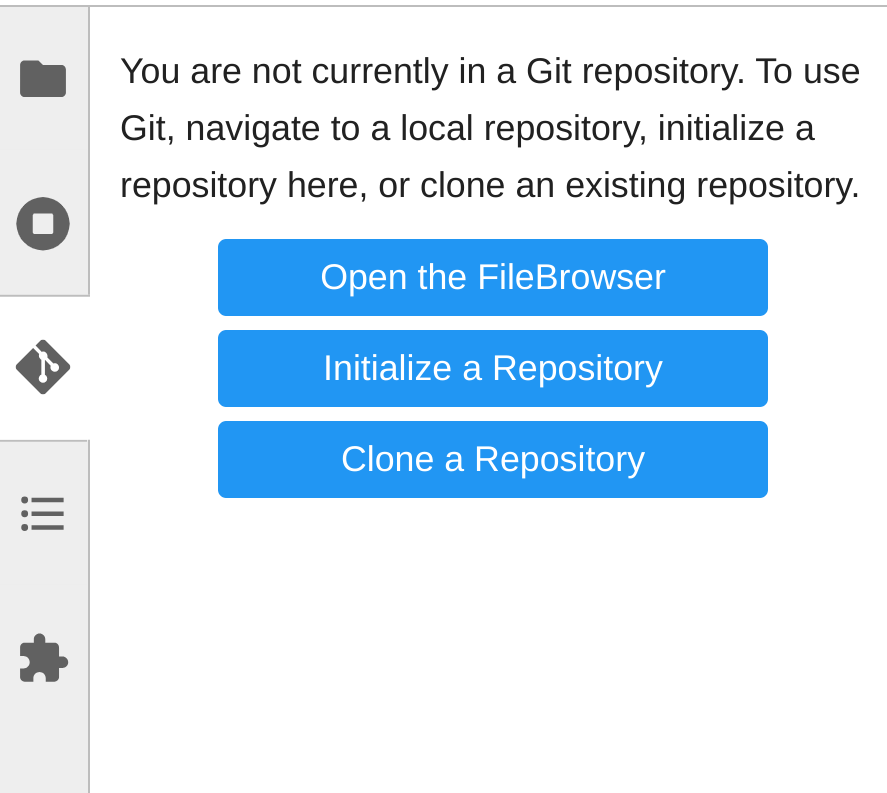 You are not currently in a Git repository. To use
Git, navigate to a local repository, initialize a
repository here, or clone an existing repository.
Open the FileBrowser
Initialize a Repository
Clone a Repository